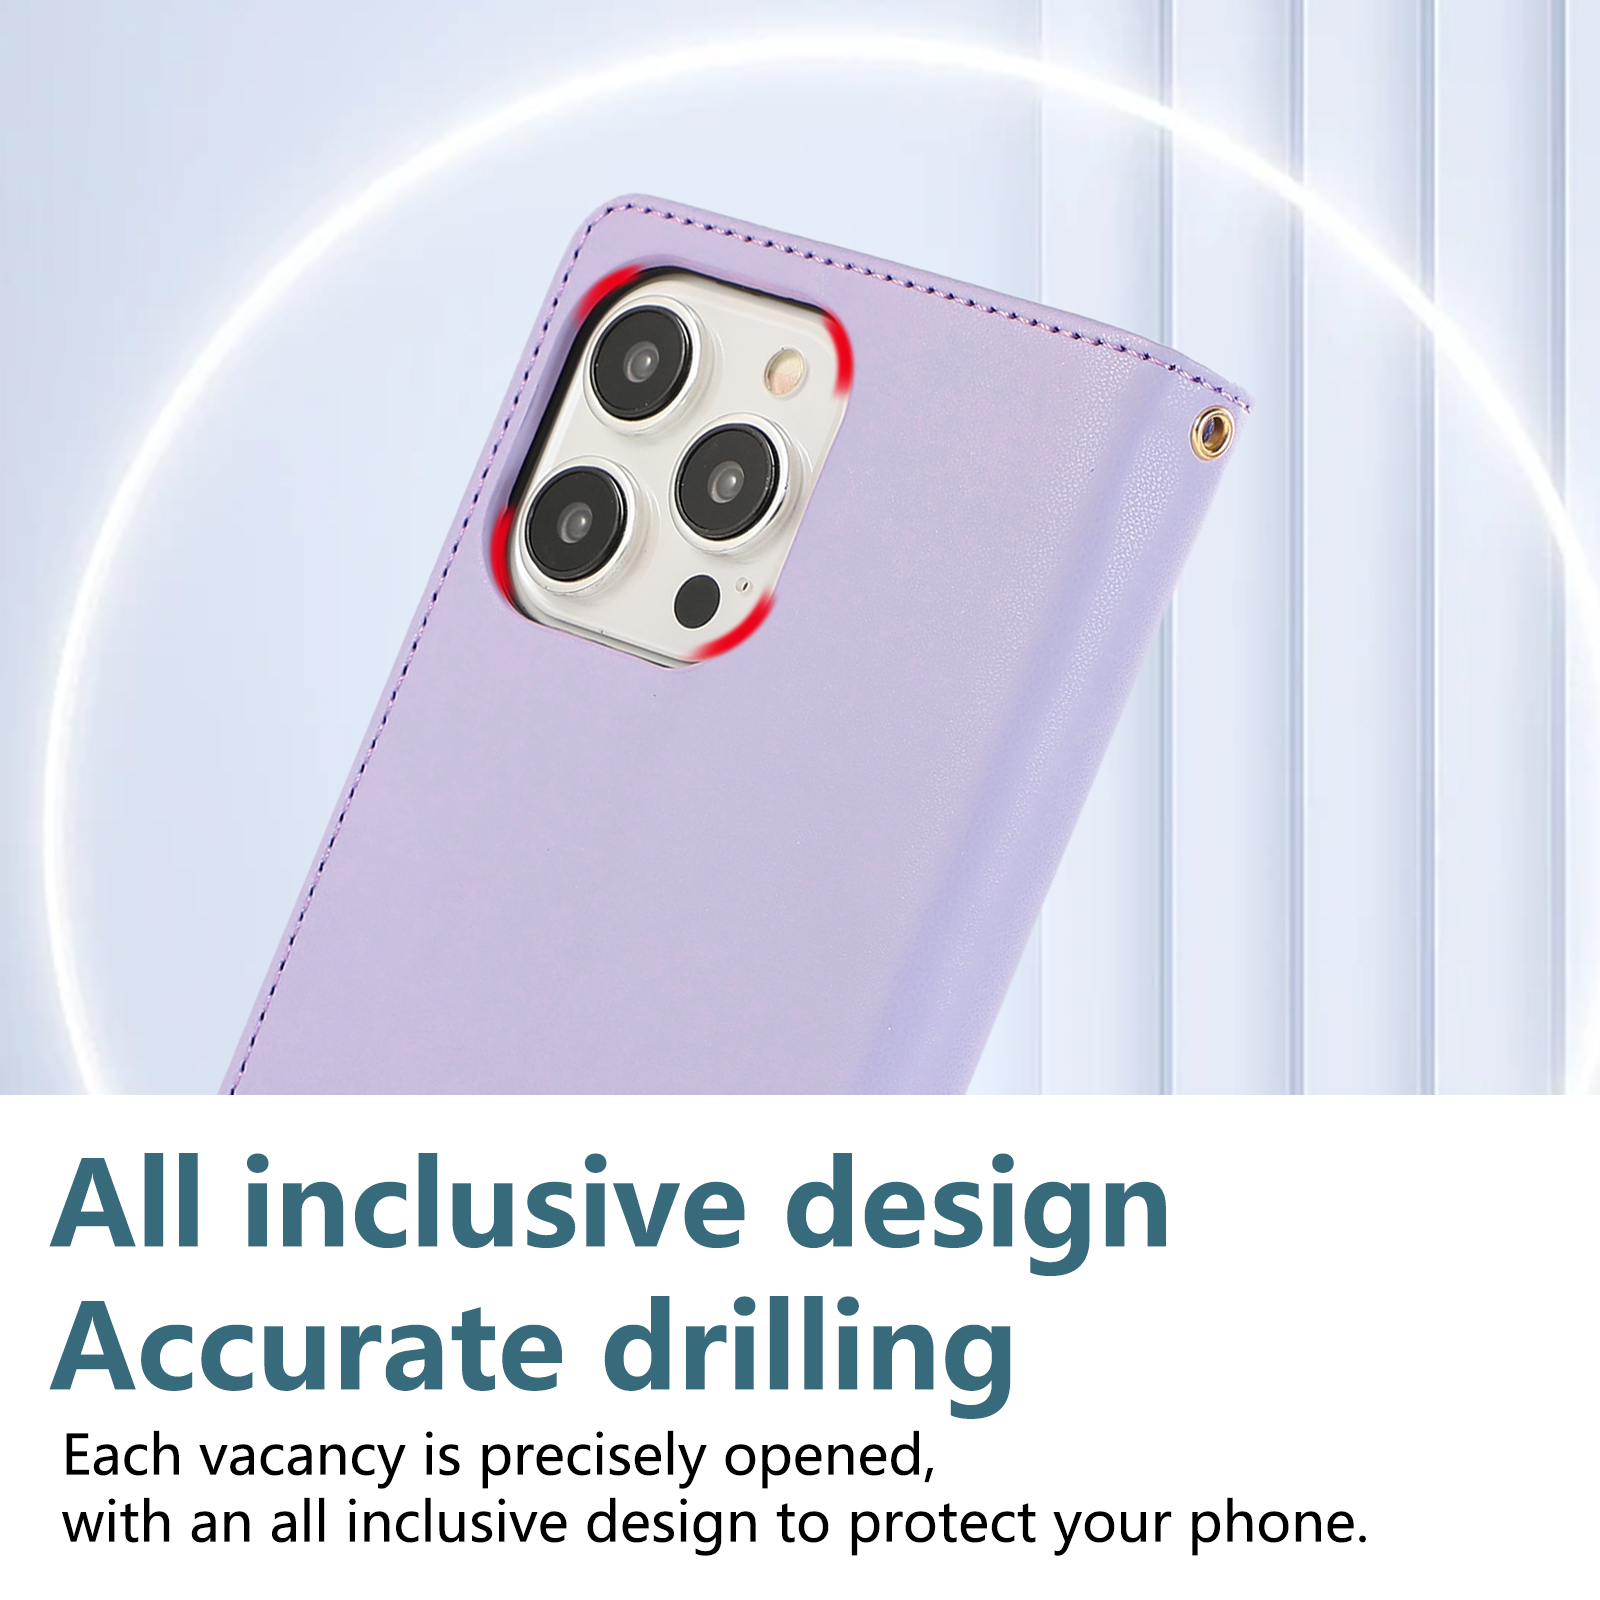 All inclusive design
Accurate drilling
Each vacancy is precisely opened,
with an all inclusive design to protect your phone.